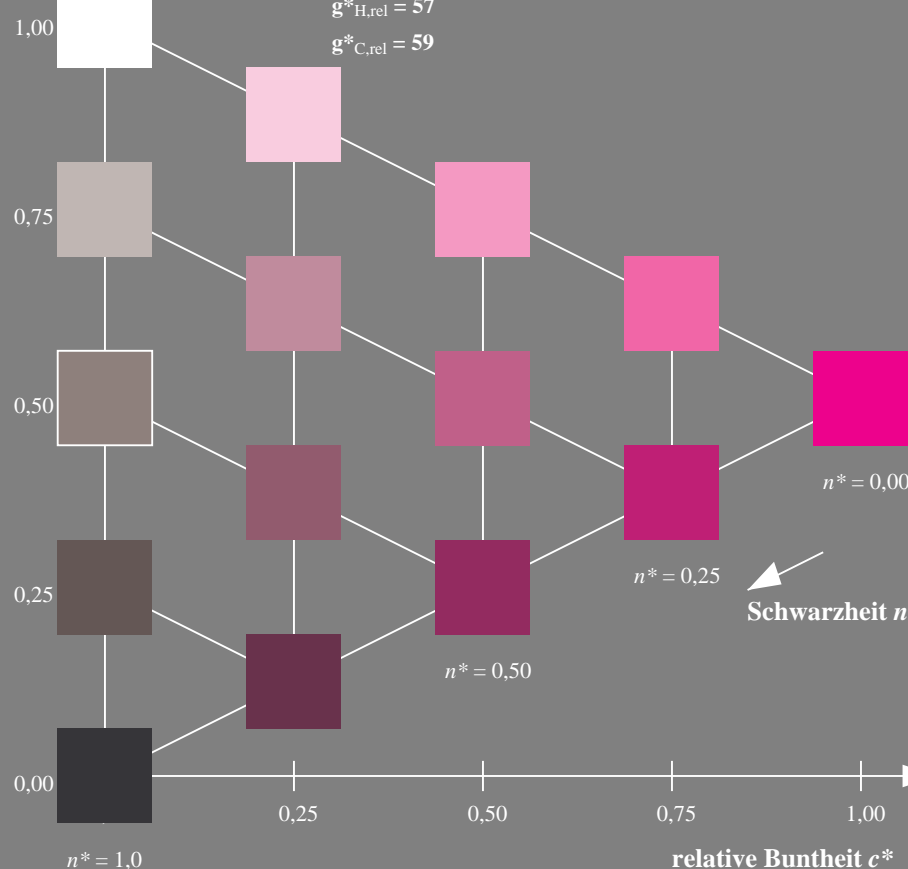 g*H,rel = 57
1,00
g*C,rel = 59
0,75
0,50
n* = 0,00
n* = 0,25
0,25
Schwarzheit n
n* = 0,50
0,00
0,25 0,50 0,75 1,00
n* = 1,0
relative Buntheit c*